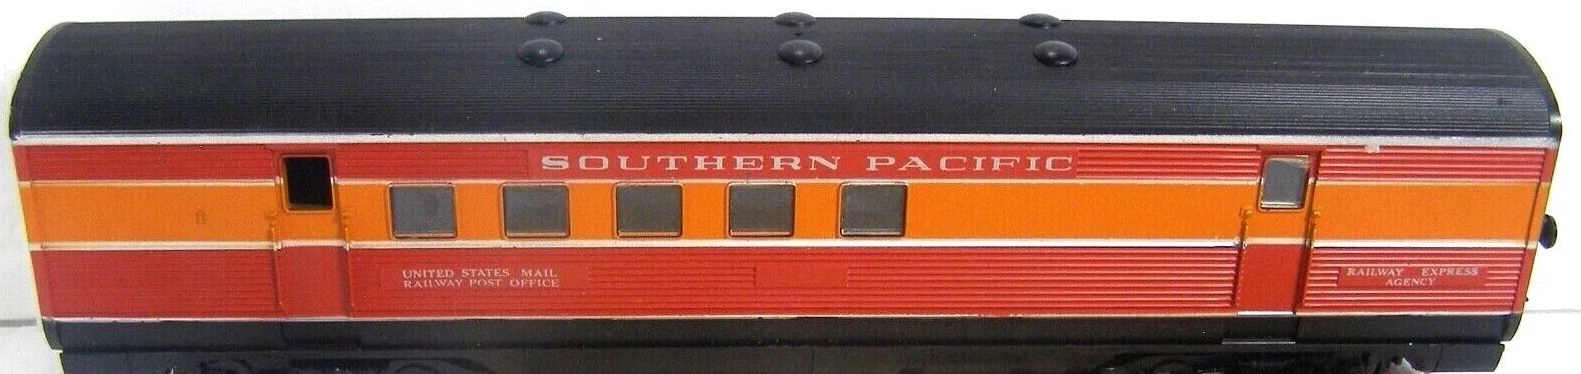 SOUTHERN PACIFIC
UNITED STATES MAIL
RAILWAY POST OFFICE
RAILWAY EXPRESS
AGENCY